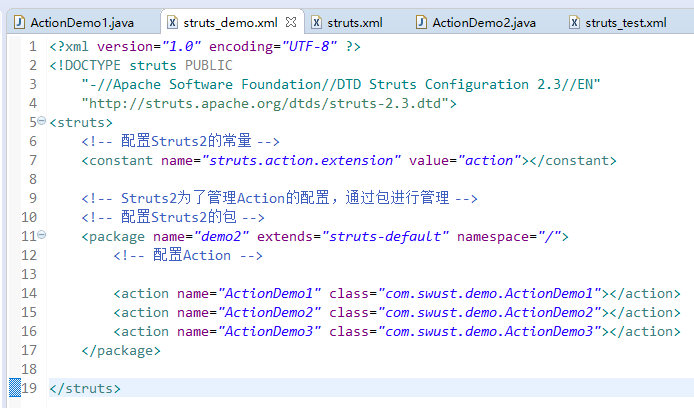 ActionDemo1.java struts_demo.xml struts.xml ActionDemo2.java struts_test.xml
1 <?xml version="1.0" encoding="UTF-8" ?>
2 <!DOCTYPE struts PUBLIC
3     "-//Apache Software Foundation//DTD Struts Configuration 2.3//EN"
4     "http://struts.apache.org/dtds/struts-2.3.dtd">
5 <struts>
6     <!-- 配置Struts2的常量 -->
7     <constant name="struts.action.extension" value="action"></constant>
8
9     <!-- Struts2为了管理Action的配置，通过包进行管理 -->
10     <!-- 配置Struts2的包 -->
11     <package name="demo2" extends="struts-default" namespace="/">
12         <!-- 配置Action -->
13
14         <action name="ActionDemo1" class="com.swust.demo.ActionDemo1"></action>
15         <action name="ActionDemo2" class="com.swust.demo.ActionDemo2"></action>
16         <action name="ActionDemo3" class="com.swust.demo.ActionDemo3"></action>
17     </package>
18
19 </struts>